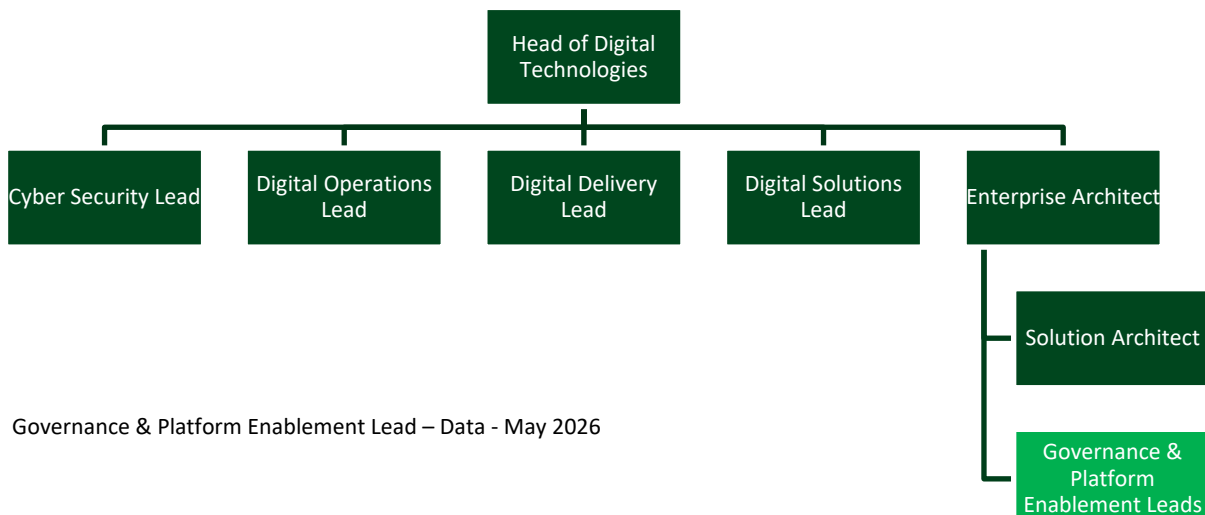 Head of Digital
Technologies
Cyber Security Lead
Digital Operations
Lead
Digital Delivery
Lead
Digital Solutions
Lead
Enterprise Architect
Solution Architect
Governance & Platform Enablement Lead – Data - May 2026
Governance &
Platform
Enablement Leads